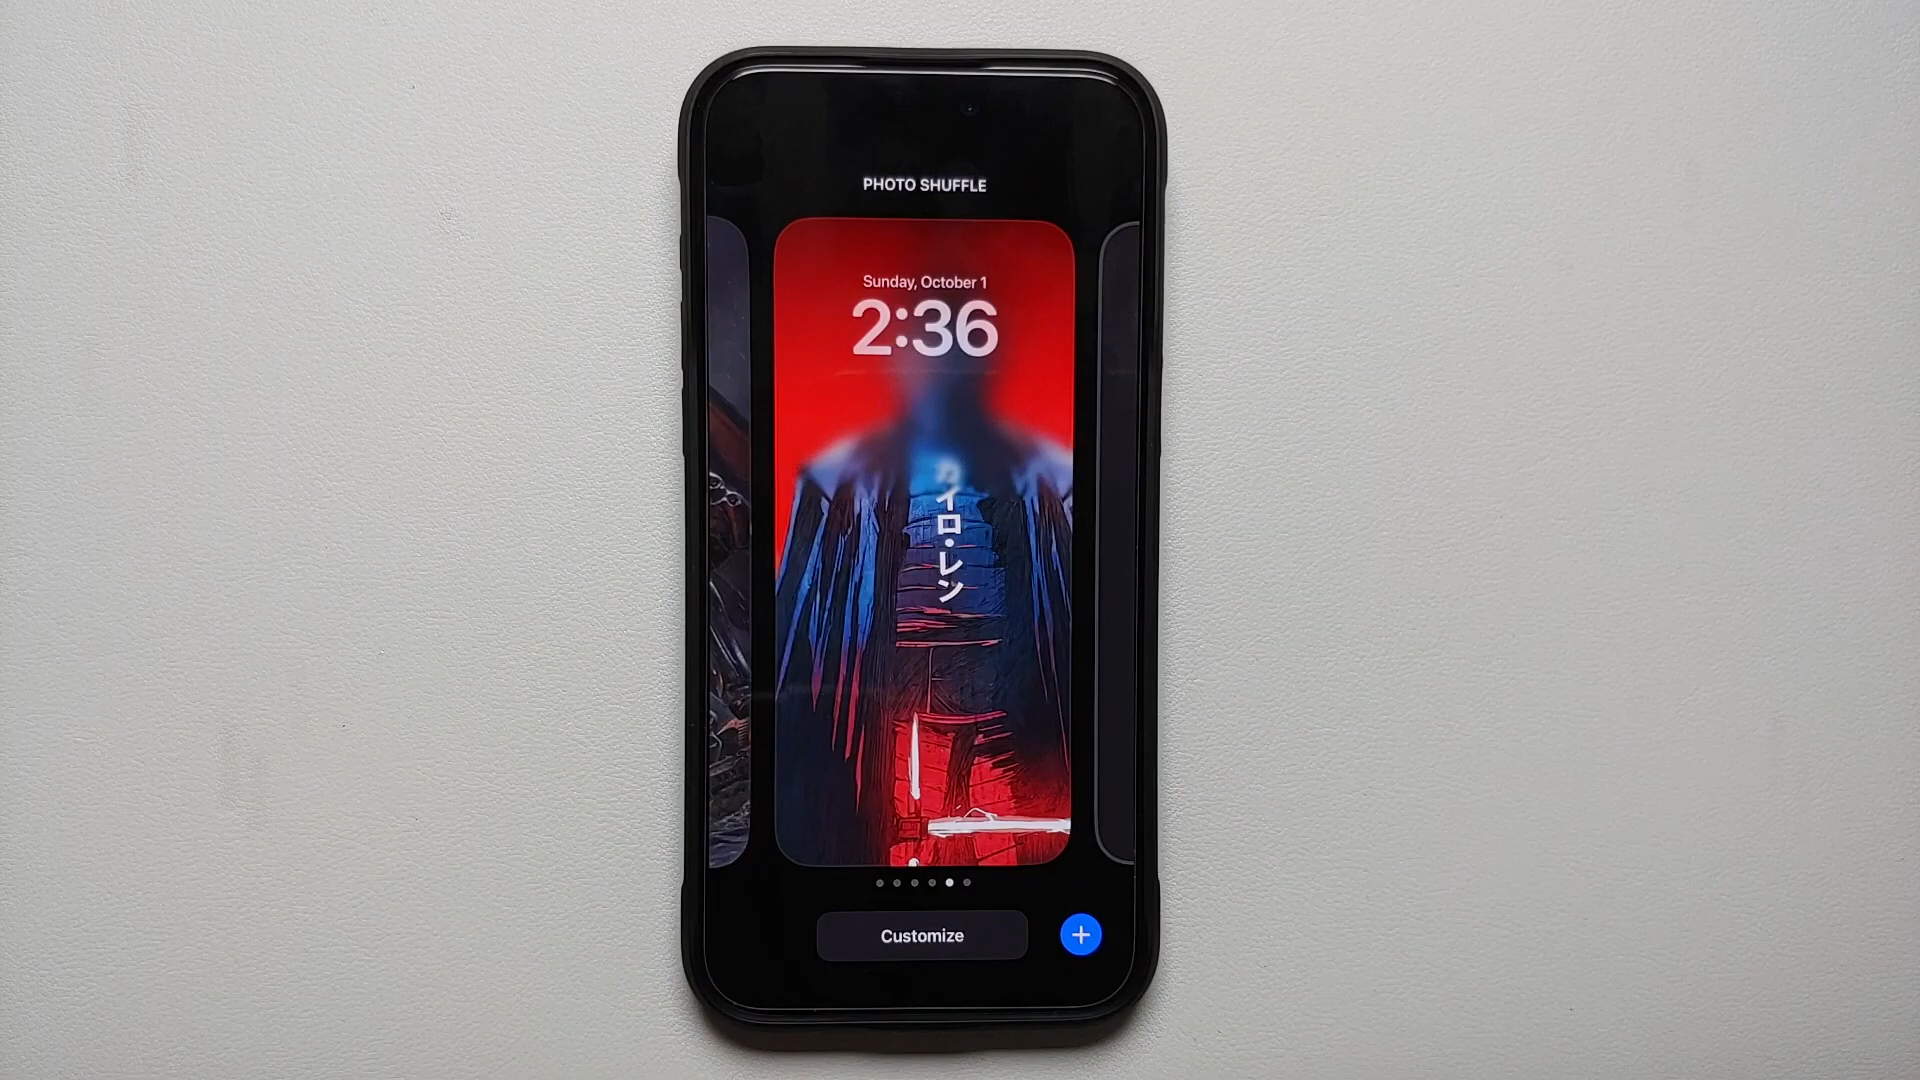 PHOTO SHUFFLE
Sunday, October 1
2:36
カイロ・レン
Customize